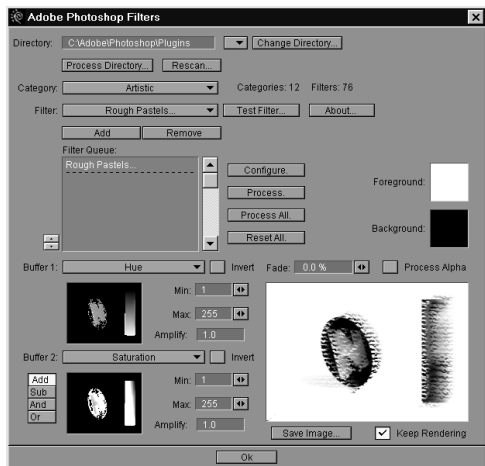 Adobe Photoshop Filters
Directory: C:\Adobe\Photoshop\Plugins Change Directory...
Process Directory... Rescan...
Category: Artistic Categories: 12 Filters: 76
Filter: Rough Pastels... Test Filter... About...
Add Remove
Filter Queue:
Rough Pastels...
Configure.
Process.
Process All.
Reset All.
Foreground:
Background:
Buffer 1: Hue Invert Fade: 0.0 % Process Alpha
Min: 1
Max: 255
Amplify: 1.0
Buffer 2: Saturation Invert
Add
Sub
And
Or
Min: 1
Max: 255
Amplify: 1.0
Save Image... Keep Rendering
Ok